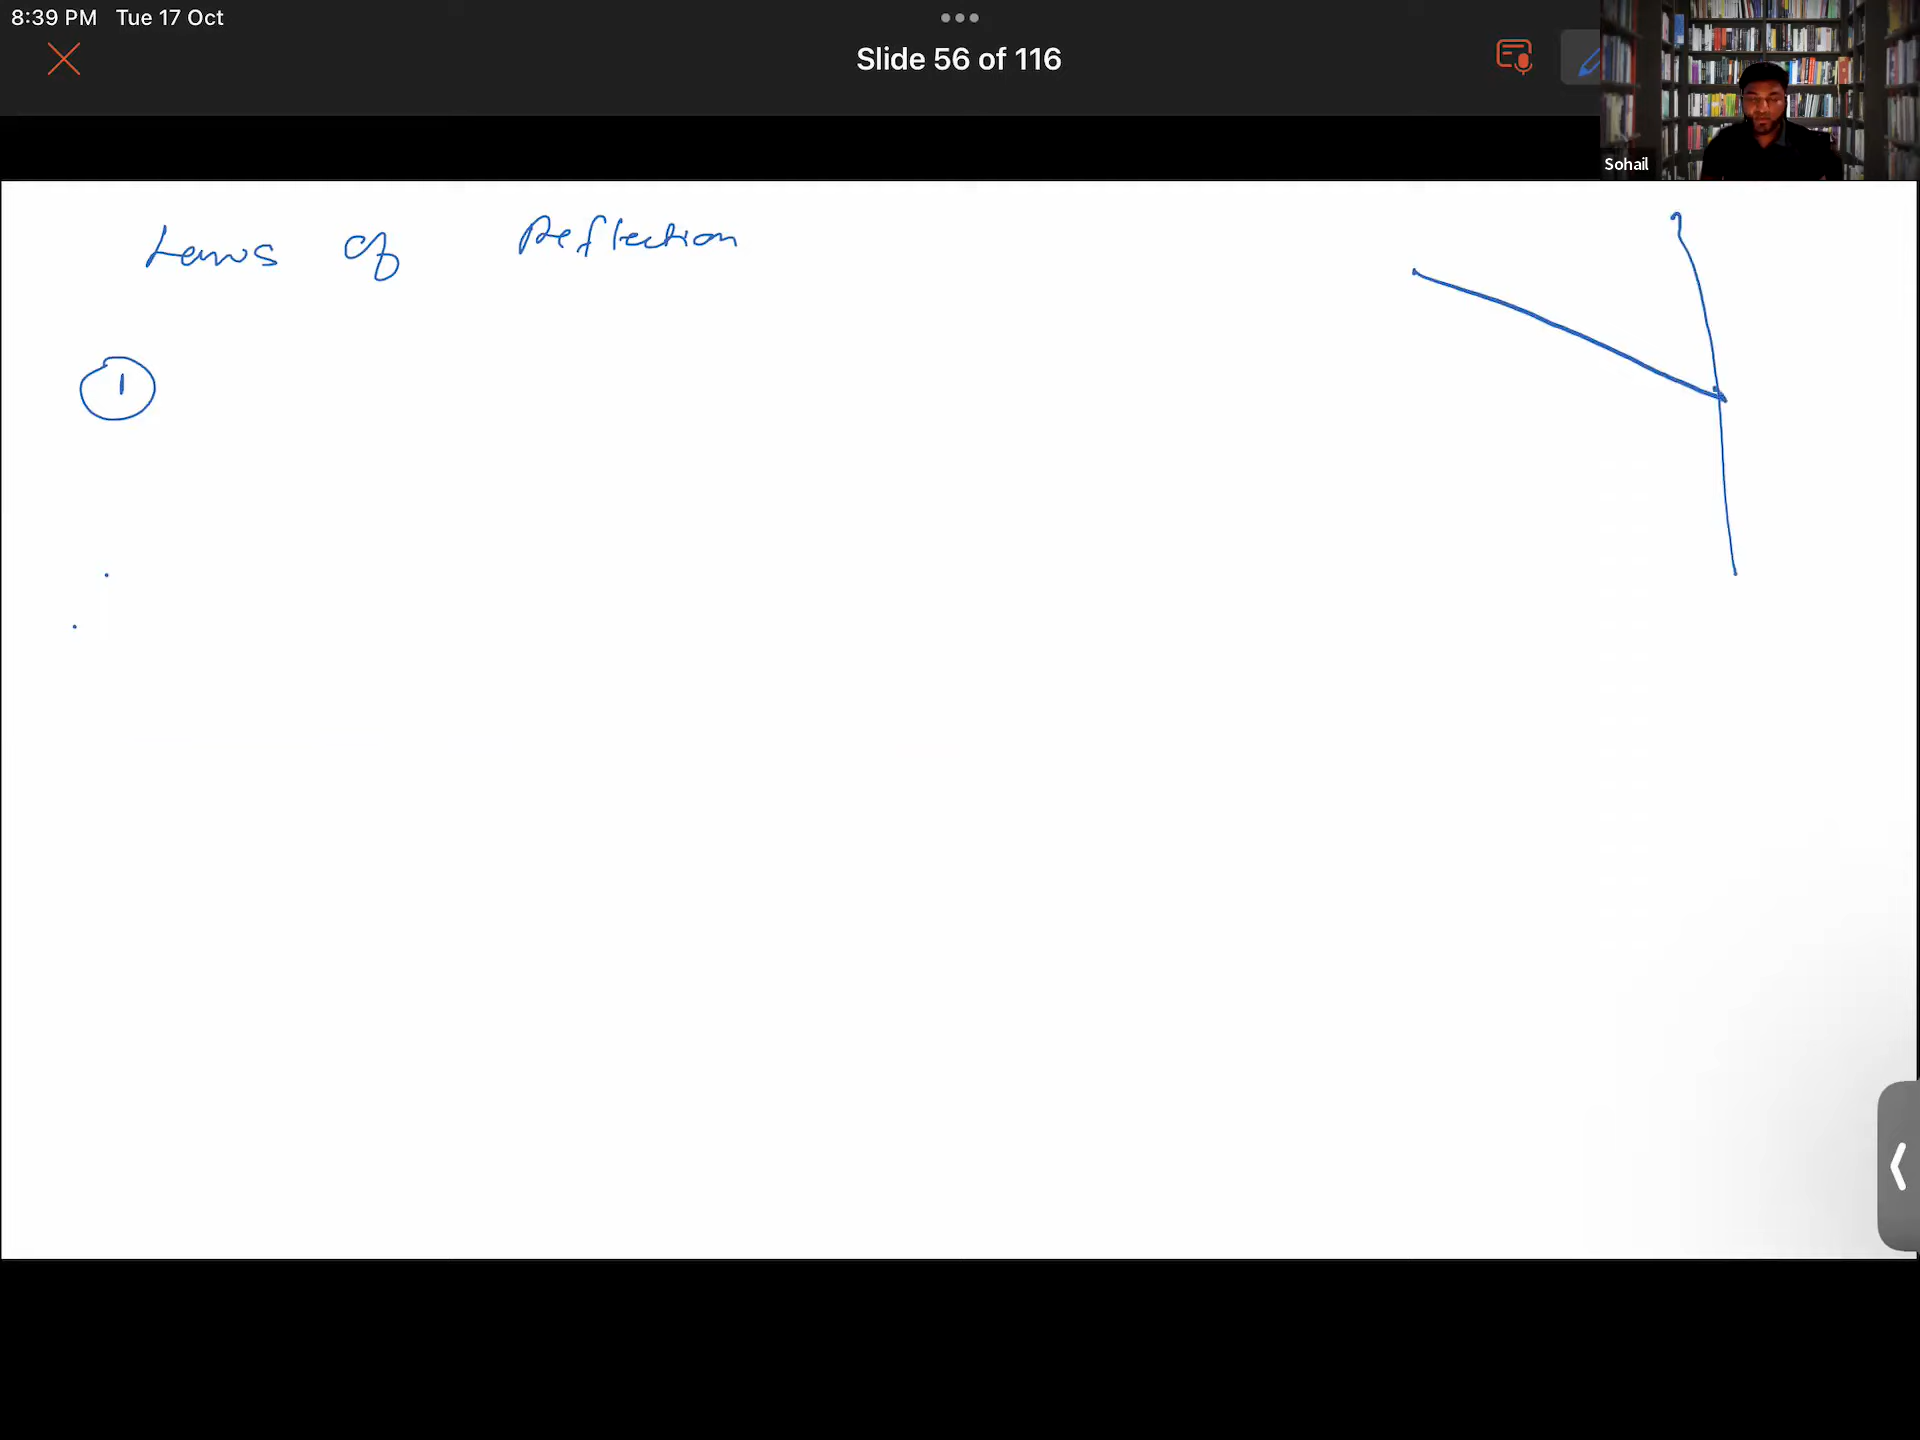 8:39 PM Tue 17 Oct
Slide 56 of 116
Sohail
Laws Of Reflection
1